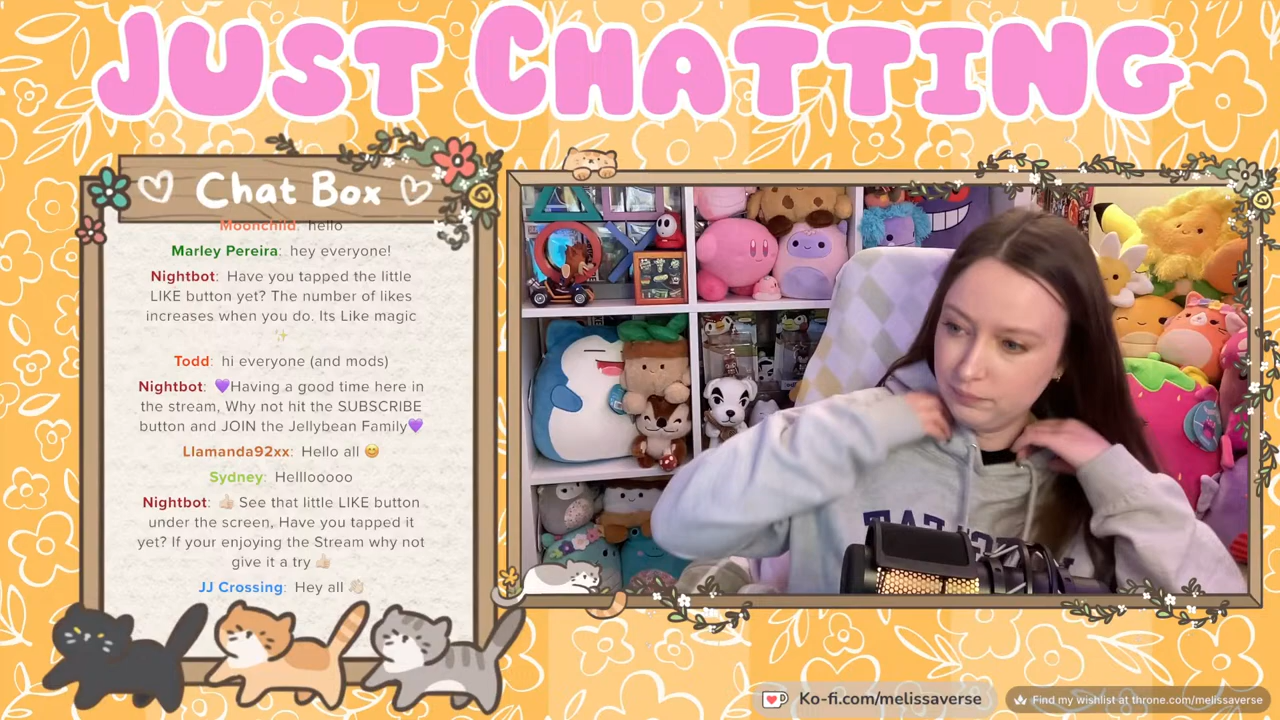 JUST CHATTING
Chat Box
Moonchild: hello
Marley Pereira: hey everyone!
Nightbot: Have you tapped the little
LIKE button yet? The number of likes
increases when you do. Its Like magic
✨
Todd: hi everyone (and mods)
Nightbot: 💜Having a good time here in
the stream, Why not hit the SUBSCRIBE
button and JOIN the Jellybean Family💜
Llamanda92xx: Hello all 😊
Sydney: Helllooooo
Nightbot: 👍🏻 See that little LIKE button
under the screen, Have you tapped it
yet? If your enjoying the Stream why not
give it a try 👍🏻
JJ Crossing: Hey all 👋🏻
Ko-fi.com/melissaverse
Find my wishlist at throne.com/melissaverse